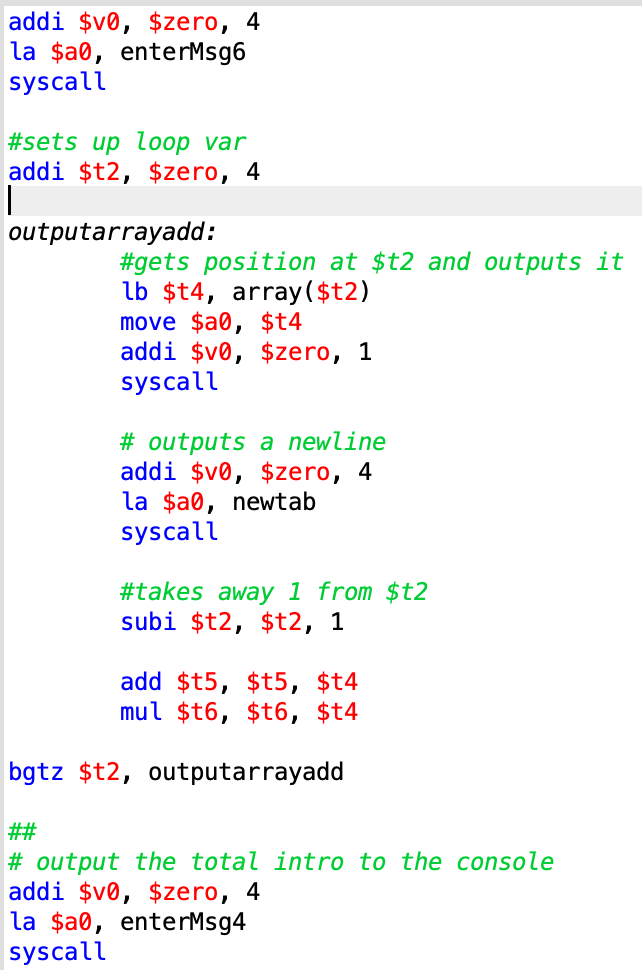 addi $v0, $zero, 4
la $a0, enterMsg6
syscall
#sets up loop var
addi $t2, $zero, 4
outputarrayadd:
#gets position at $t2 and outputs it
lb $t4, array($t2)
move $a0, $t4
addi $v0, $zero, 1
syscall
# outputs a newline
addi $v0, $zero, 4
la $a0, newtab
syscall
#takes away 1 from $t2
subi $t2, $t2, 1
add $t5, $t5, $t4
mul $t6, $t6, $t4
bgtz $t2, outputarrayadd
##
# output the total intro to the console
addi $v0, $zero, 4
la $a0, enterMsg4
syscall